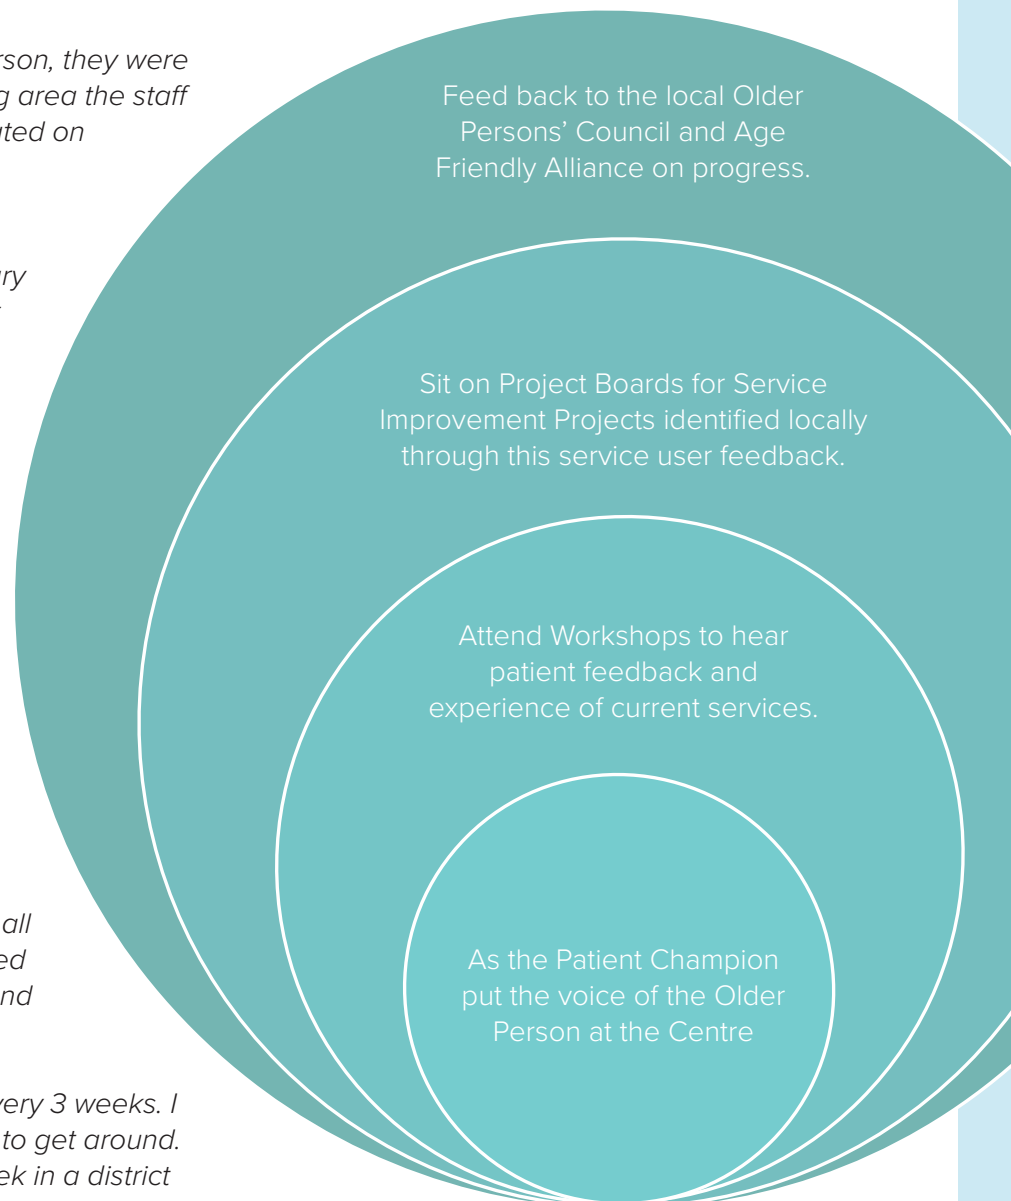 rson, they were
g area the staff
ated on
ary
all
ed
nd
very 3 weeks. I
to get around.
ek in a district
Feed back to the local Older
Persons’ Council and Age
Friendly Alliance on progress.
Sit on Project Boards for Service
Improvement Projects identified locally
through this service user feedback.
Attend Workshops to hear
patient feedback and
experience of current services.
As the Patient Champion
put the voice of the Older
Person at the Centre